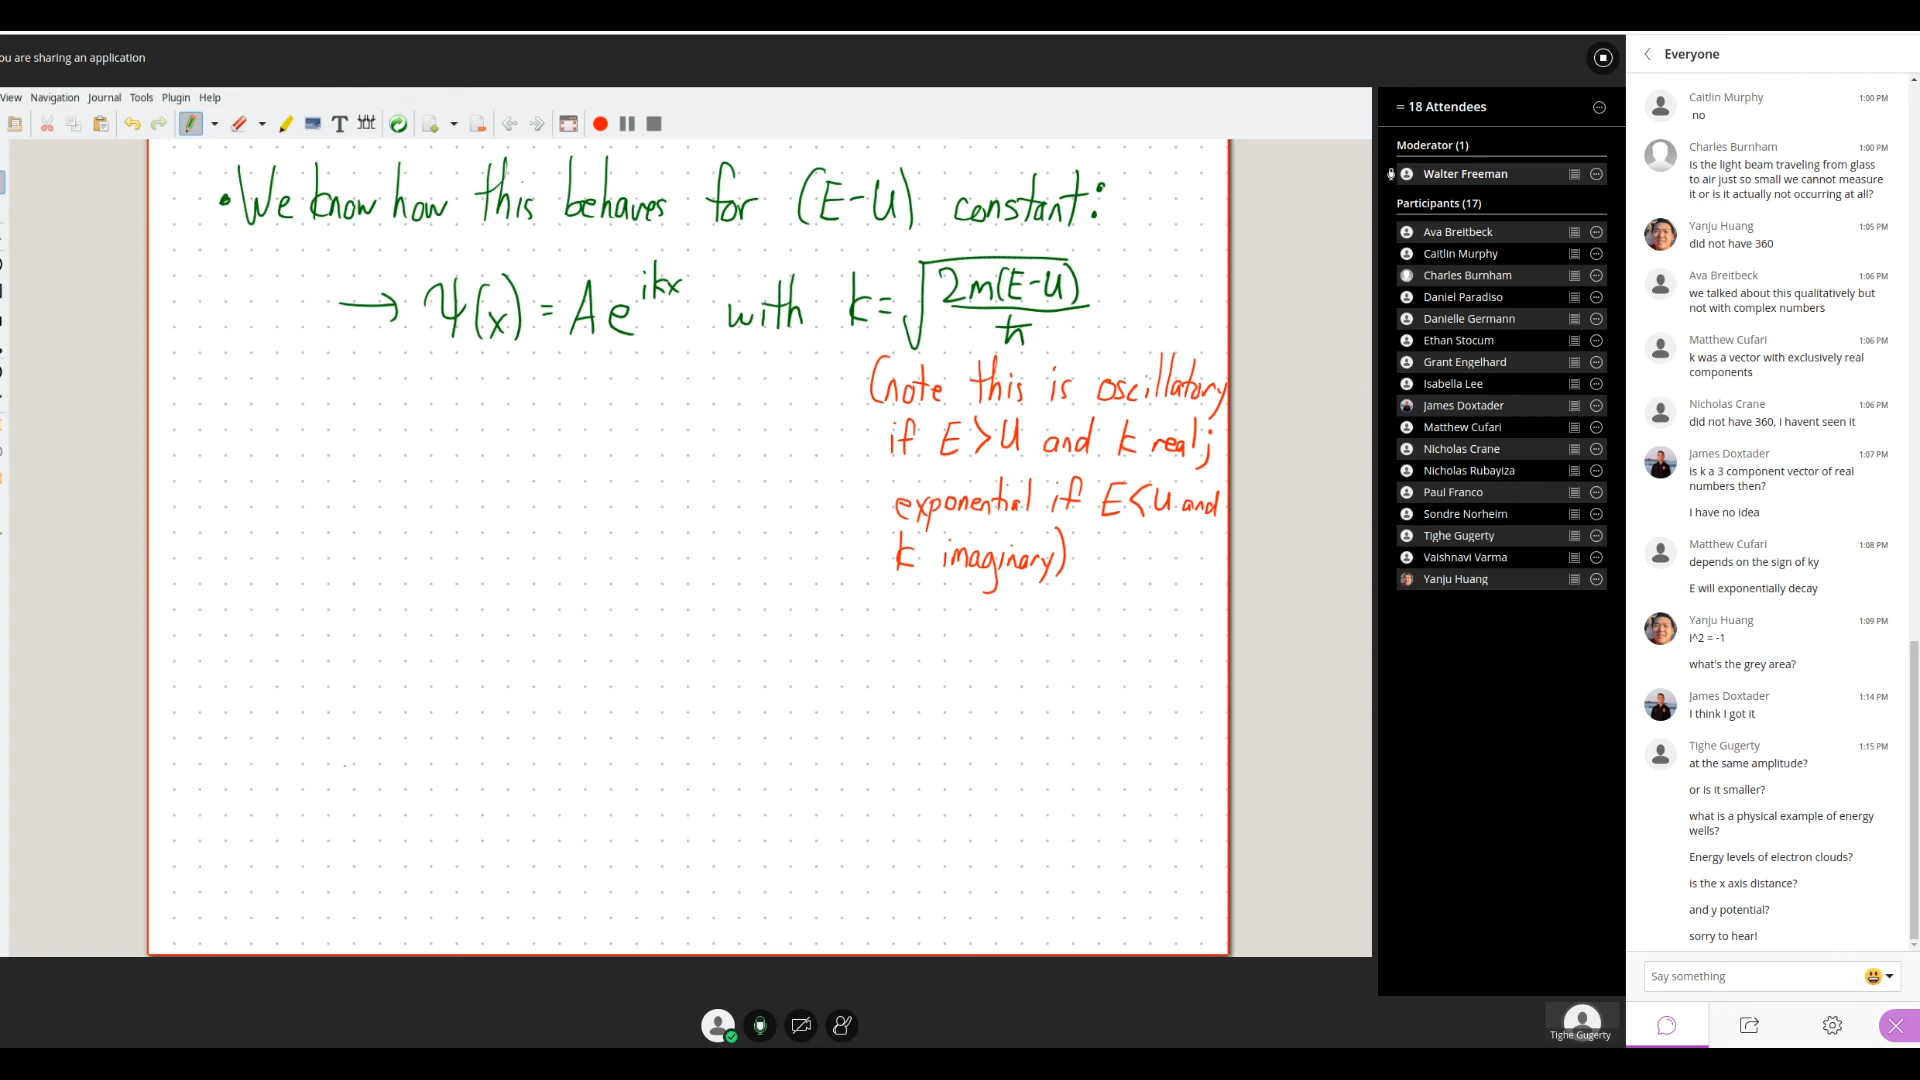 ou are sharing an application
View Navigation Journal Tools Plugin Help
• We know how this behaves for (E-U) constant:
→ Ψ(x) = A e^{ikx} with k = √(2m(E-U)/ħ)
(note this is oscillatory
if E > U and k real;
exponential if E < U and
k imaginary)
18 Attendees
Moderator (1)
Walter Freeman
Participants (17)
Ava Breitbeck
Caitlin Murphy
Charles Burnham
Daniel Paradiso
Danielle Germann
Ethan Stocum
Grant Engelhard
Isabella Lee
James Doxtader
Matthew Cufari
Nicholas Crane
Nicholas Rubayiza
Paul Franco
Sondre Norheim
Tighe Gugerty
Vaishnavi Varma
Yanju Huang
Tighe Gugerty
Everyone
Caitlin Murphy 1:00 PM
no
Charles Burnham 1:00 PM
Is the light beam traveling from glass
to air just so small we cannot measure
it or is it actually not occurring at all?
Yanju Huang 1:05 PM
did not have 360
Ava Breitbeck 1:06 PM
we talked about this qualitatively but
not with complex numbers
Matthew Cufari 1:06 PM
k was a vector with exclusively real
components
Nicholas Crane 1:06 PM
did not have 360, i havent seen it
James Doxtader 1:07 PM
is k a 3 component vector of real
numbers then?
I have no idea
Matthew Cufari 1:08 PM
depends on the sign of ky
E will exponentially decay
Yanju Huang 1:09 PM
i^2 = -1
what's the grey area?
James Doxtader 1:14 PM
I think I got it
Tighe Gugerty 1:15 PM
at the same amplitude?
or is it smaller?
what is a physical example of energy
wells?
Energy levels of electron clouds?
is the x axis distance?
and y potential?
sorry to hear!
Say something